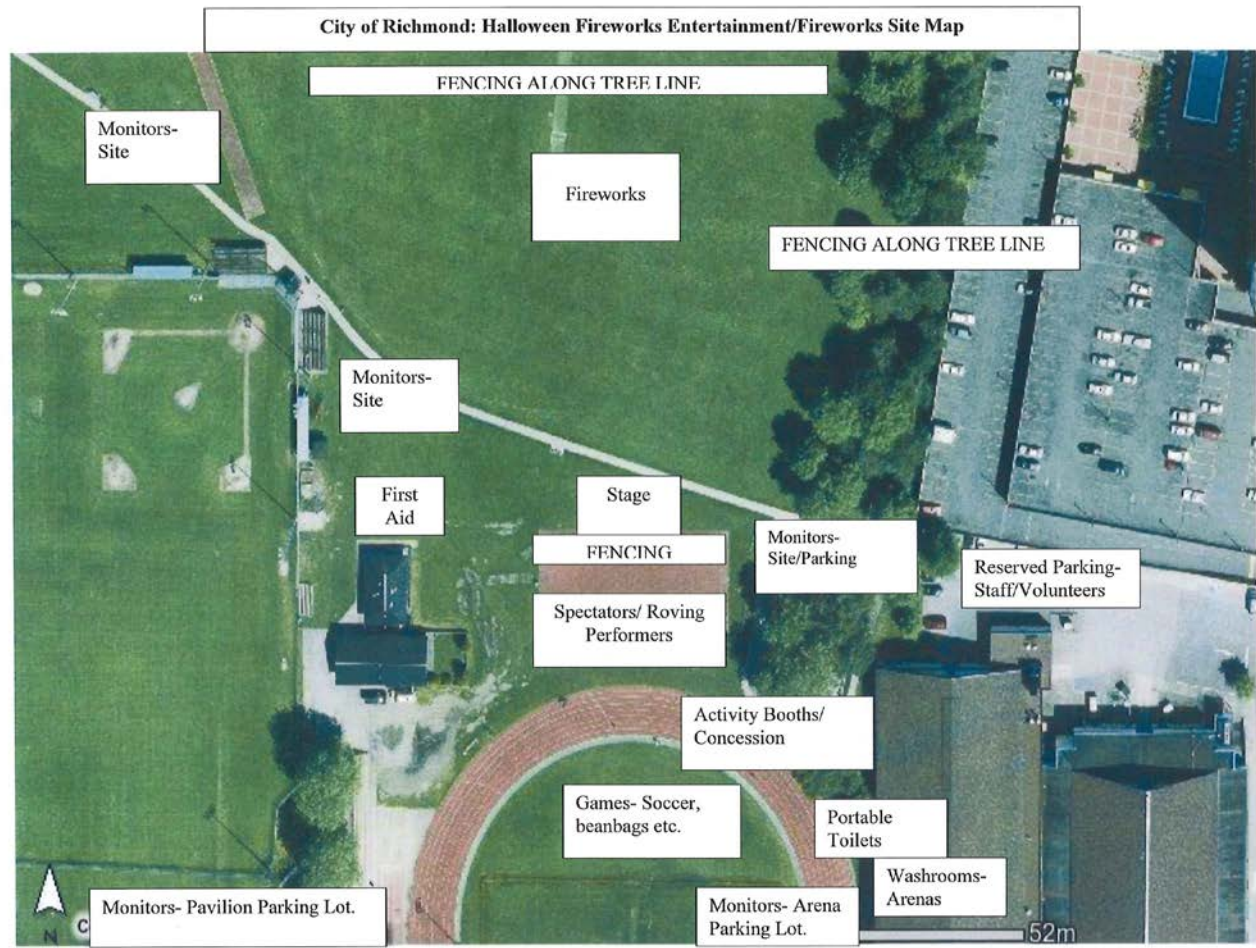 City of Richmond: Halloween Fireworks Entertainment/Fireworks Site Map
FENCING ALONG TREE LINE
Monitors-
Site
Fireworks
FENCING ALONG TREE LINE
Monitors-
Site
First
Aid
Stage
FENCING
Monitors-
Site/Parking
Reserved Parking-
Staff/Volunteers
Spectators/ Roving
Performers
Activity Booths/
Concession
Games- Soccer,
beanbags etc.
Portable
Toilets
Washrooms-
Arenas
Monitors- Pavilion Parking Lot.
Monitors- Arena
Parking Lot.
N
C
52m